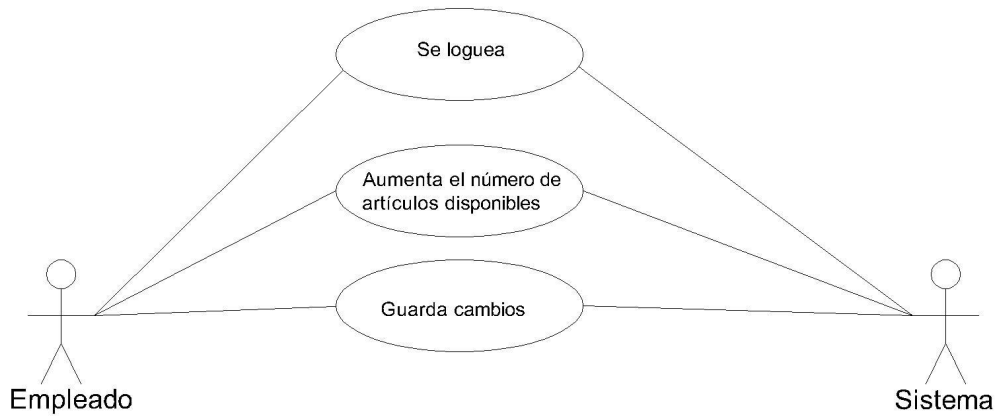 Se loguea
Aumenta el número de
artículos disponibles
Guarda cambios
Empleado
Sistema